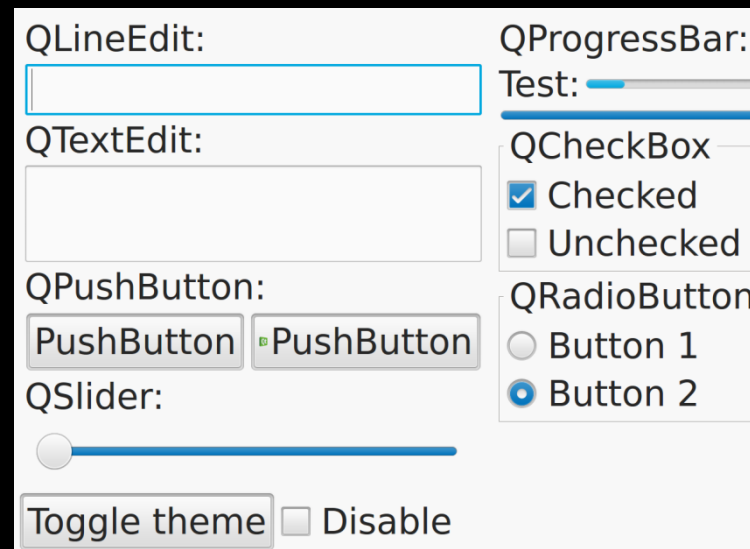 QLineEdit:
QTextEdit:
QPushButton:
PushButton PushButton
QSlider:
Toggle theme Disable
QProgressBar:
Test:
QCheckBox
Checked
Unchecked
QRadioButton
Button 1
Button 2